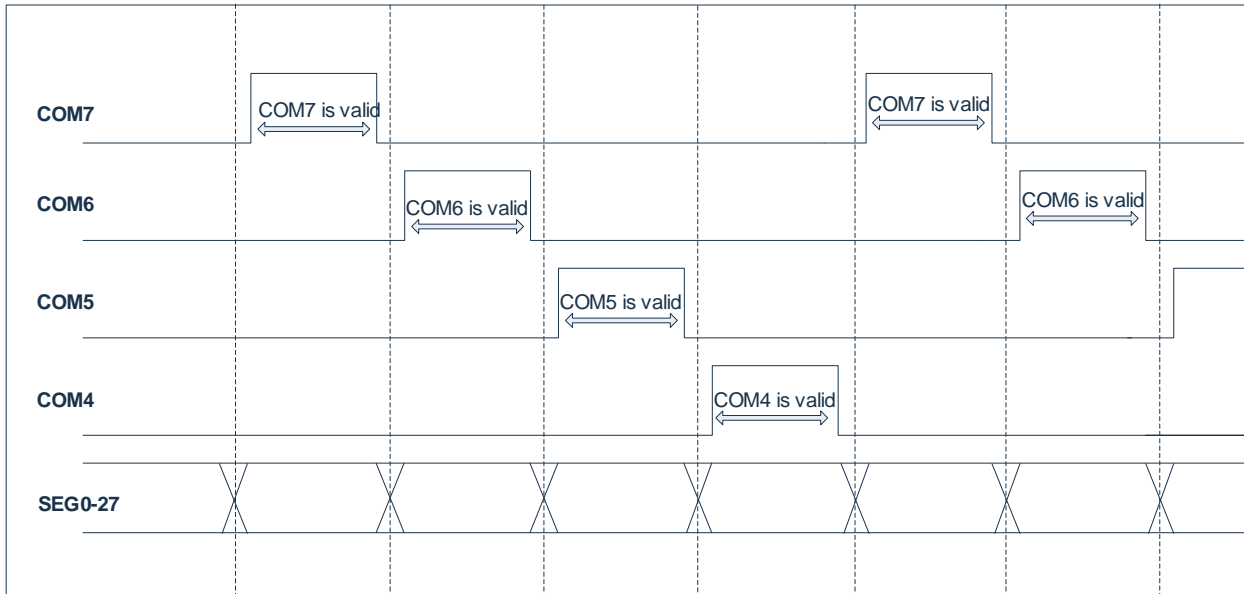 COM7
COM7 is valid
COM7 is valid
COM6
COM6 is valid
COM6 is valid
COM5
COM5 is valid
COM4
COM4 is valid
SEG0-27